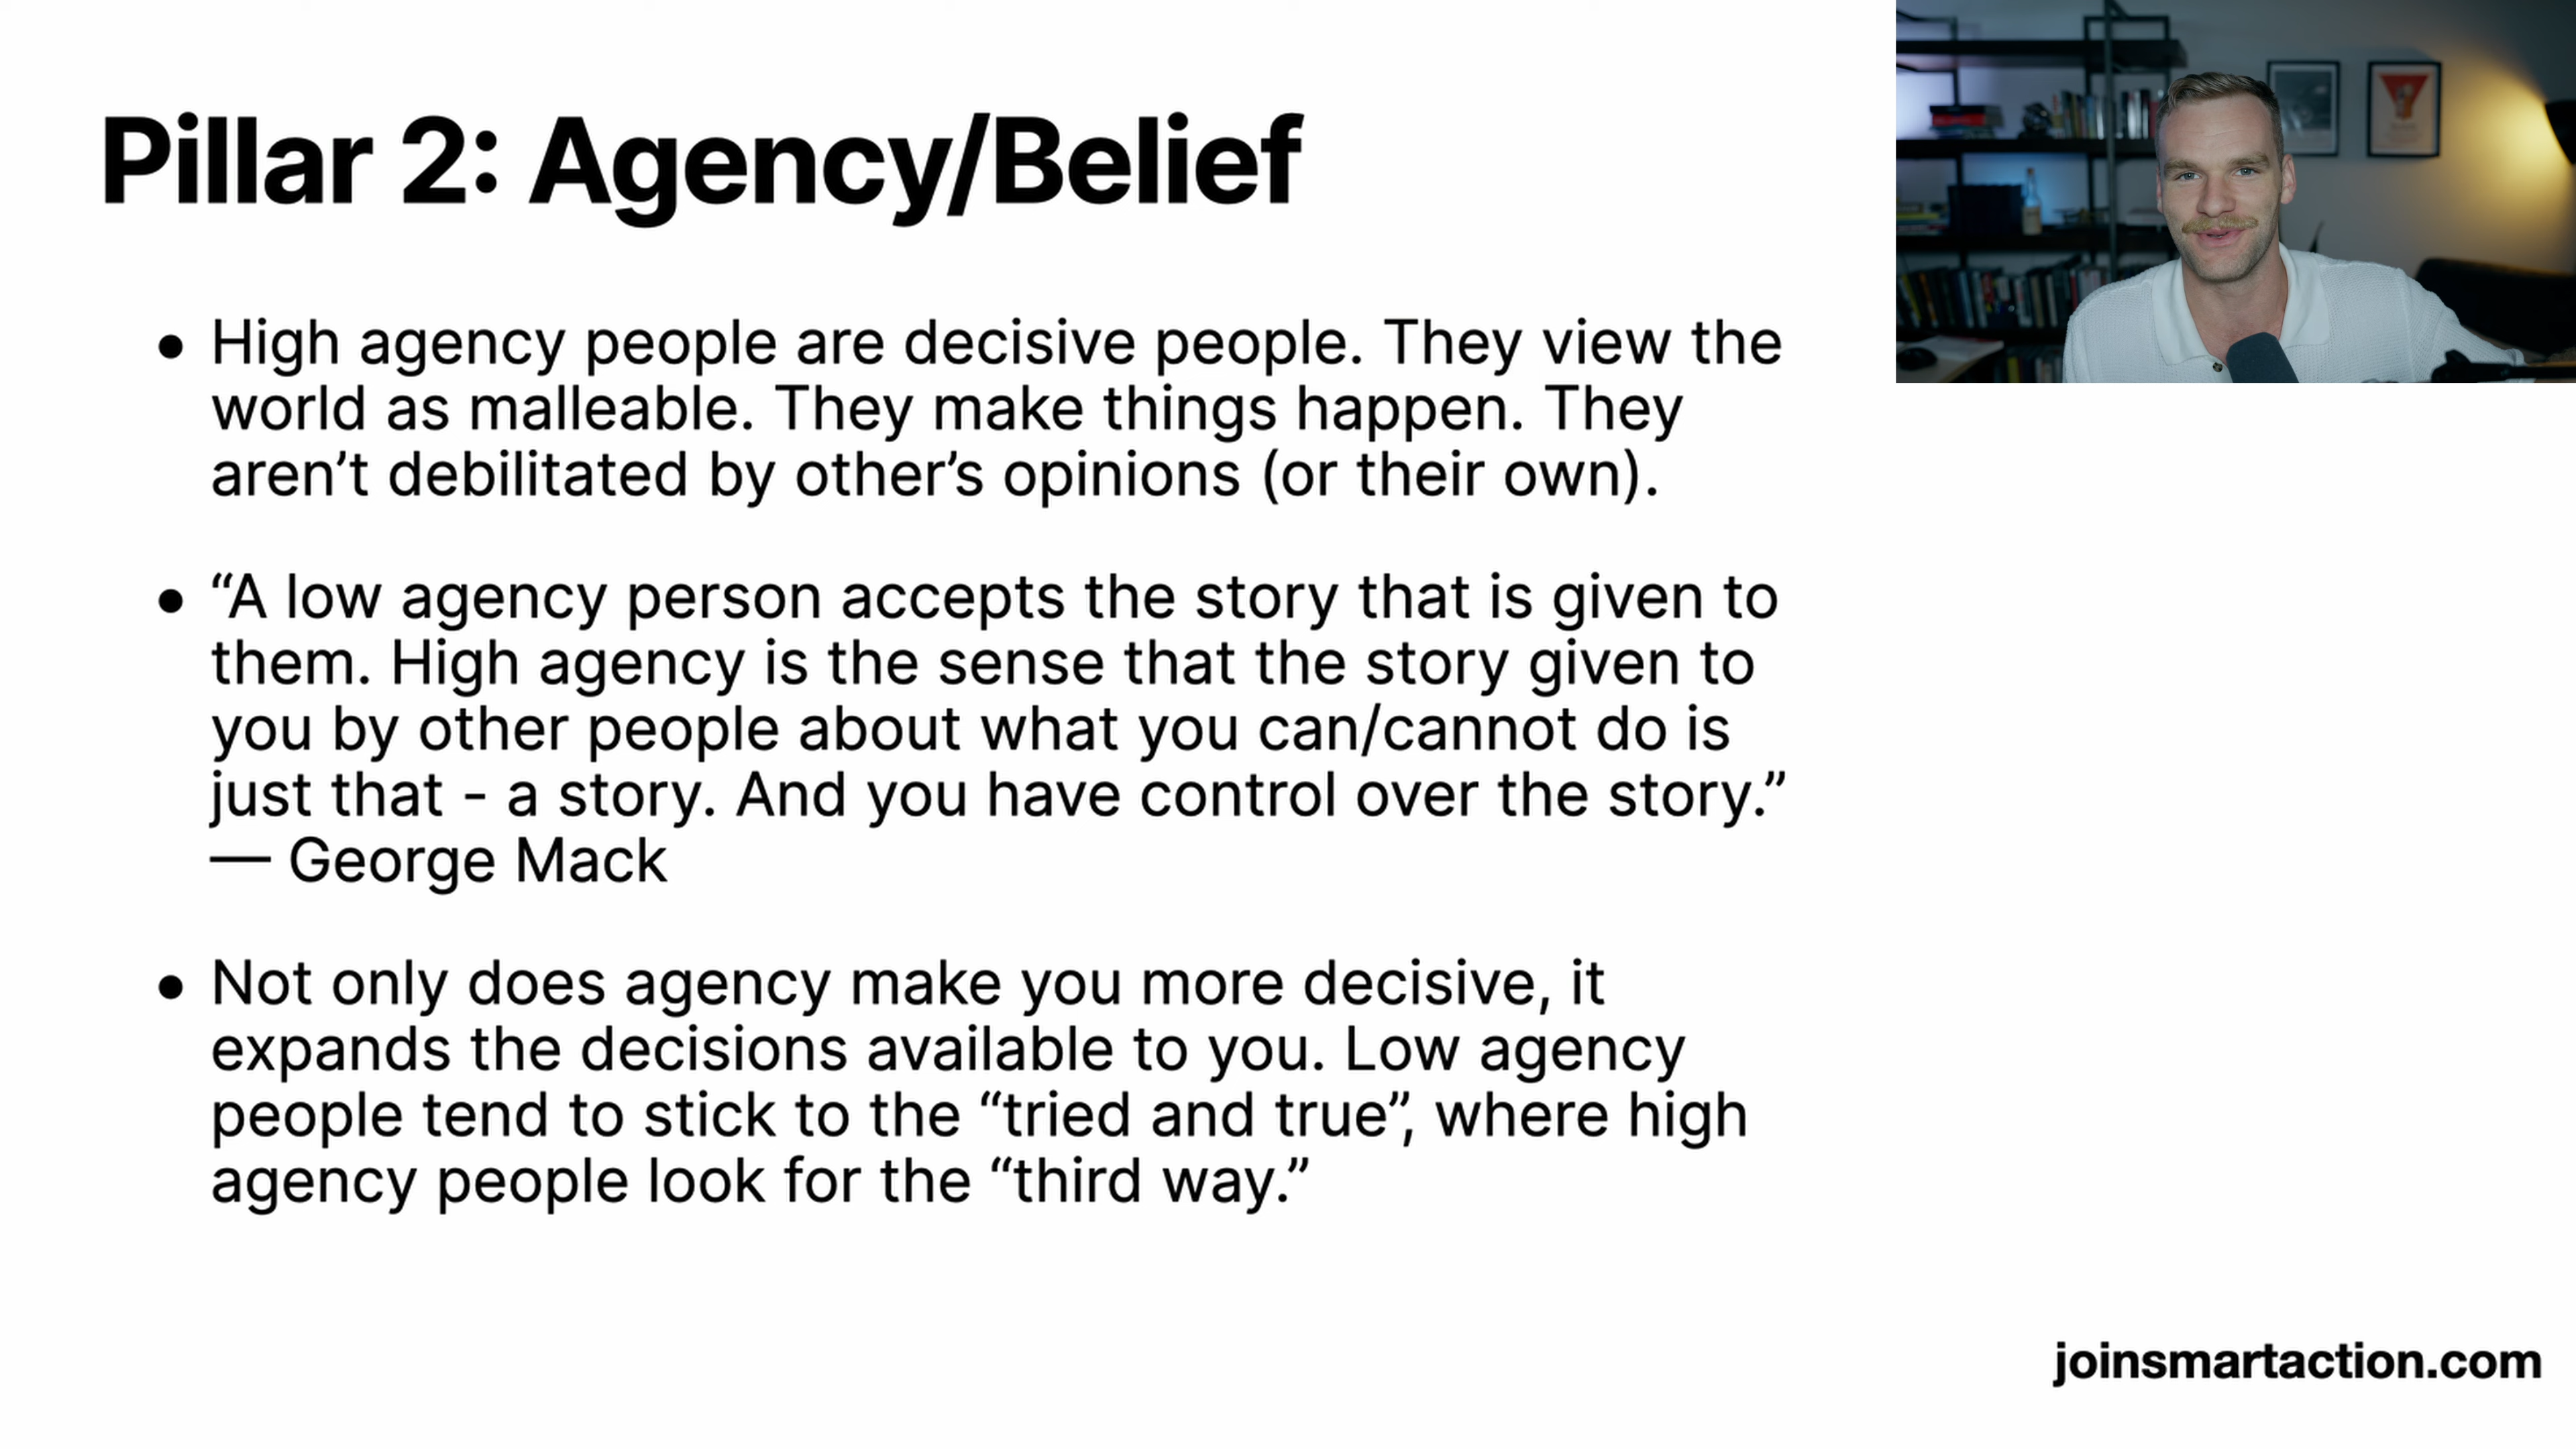 Pillar 2: Agency/Belief
• High agency people are decisive people. They view the
world as malleable. They make things happen. They
aren’t debilitated by other’s opinions (or their own).
• “A low agency person accepts the story that is given to
them. High agency is the sense that the story given to
you by other people about what you can/cannot do is
just that - a story. And you have control over the story.”
— George Mack
• Not only does agency make you more decisive, it
expands the decisions available to you. Low agency
people tend to stick to the “tried and true”, where high
agency people look for the “third way.”
joinsmartaction.com